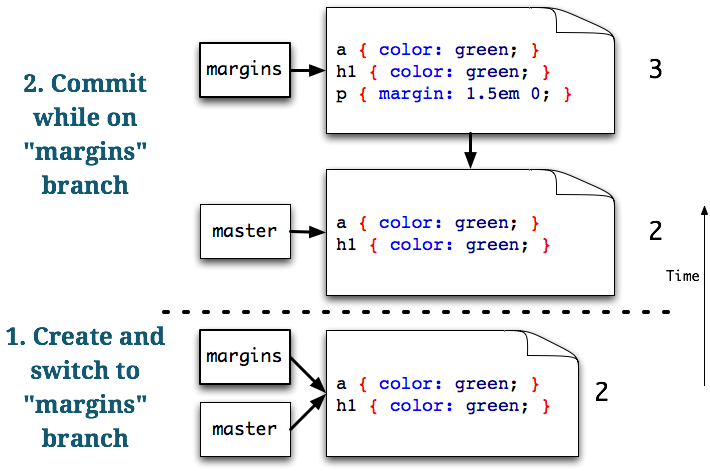 2. Commit
while on
"margins"
branch
margins
a { color: green; }
h1 { color: green; }
p { margin: 1.5em 0; }
3
master
a { color: green; }
h1 { color: green; }
2
Time
1. Create and
switch to
"margins"
branch
margins
master
a { color: green; }
h1 { color: green; }
2